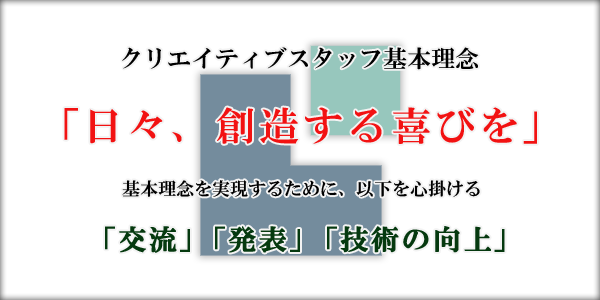 クリエイティブスタッフ基本理念
「日々、創造する喜びを」
基本理念を実現するために、以下を心掛ける
「交流」「発表」「技術の向上」